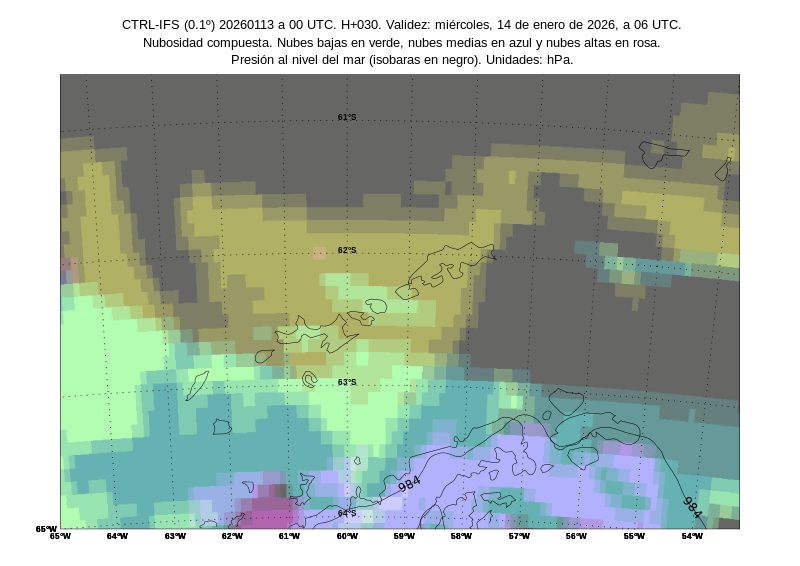 CTRL-IFS (0.1º) 20260113 a 00 UTC. H+030. Validez: miércoles, 14 de enero de 2026, a 06 UTC.
Nubosidad compuesta. Nubes bajas en verde, nubes medias en azul y nubes altas en rosa.
Presión al nivel del mar (isobaras en negro). Unidades: hPa.
61°S
62°S
63°S
984
984
64°S
65°W
65°W 64°W 63°W 62°W 61°W 60°W 59°W 58°W 57°W 56°W 55°W 54°W